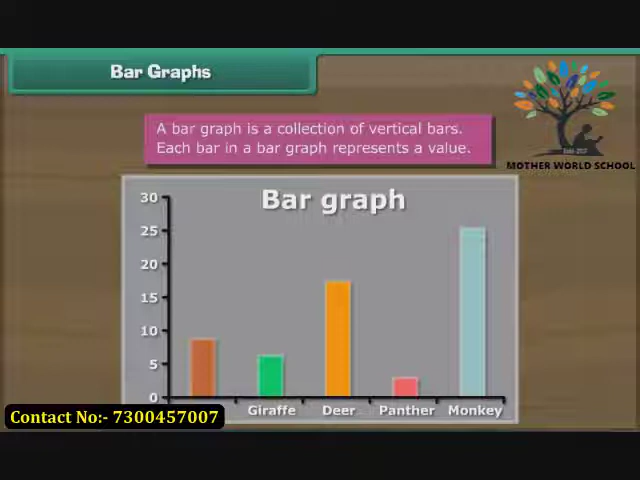 Bar Graphs
A bar graph is a collection of vertical bars.
Each bar in a bar graph represents a value.
MOTHER WORLD SCHOOL
Bar graph
30
25
20
15
10
5
0
Giraffe Deer Panther Monkey
Contact No:- 7300457007